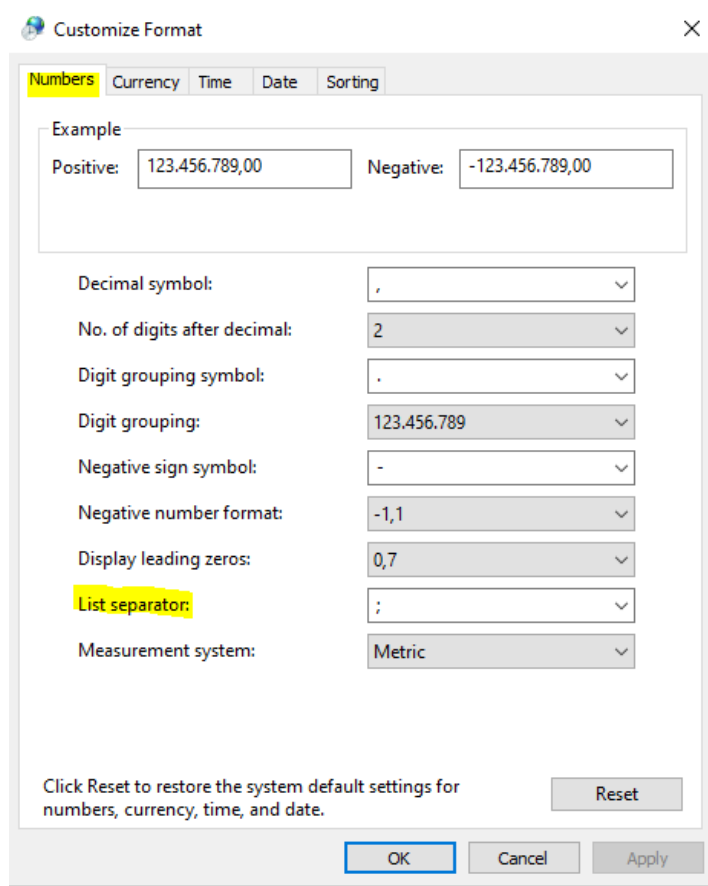 Customize Format
Numbers Currency Time Date Sorting
Example
Positive: 123.456.789,00 Negative: -123.456.789,00
Decimal symbol: ,
No. of digits after decimal: 2
Digit grouping symbol: .
Digit grouping: 123.456.789
Negative sign symbol: -
Negative number format: -1,1
Display leading zeros: 0,7
List separator: ;
Measurement system: Metric
Click Reset to restore the system default settings for
numbers, currency, time, and date.
Reset
OK Cancel Apply